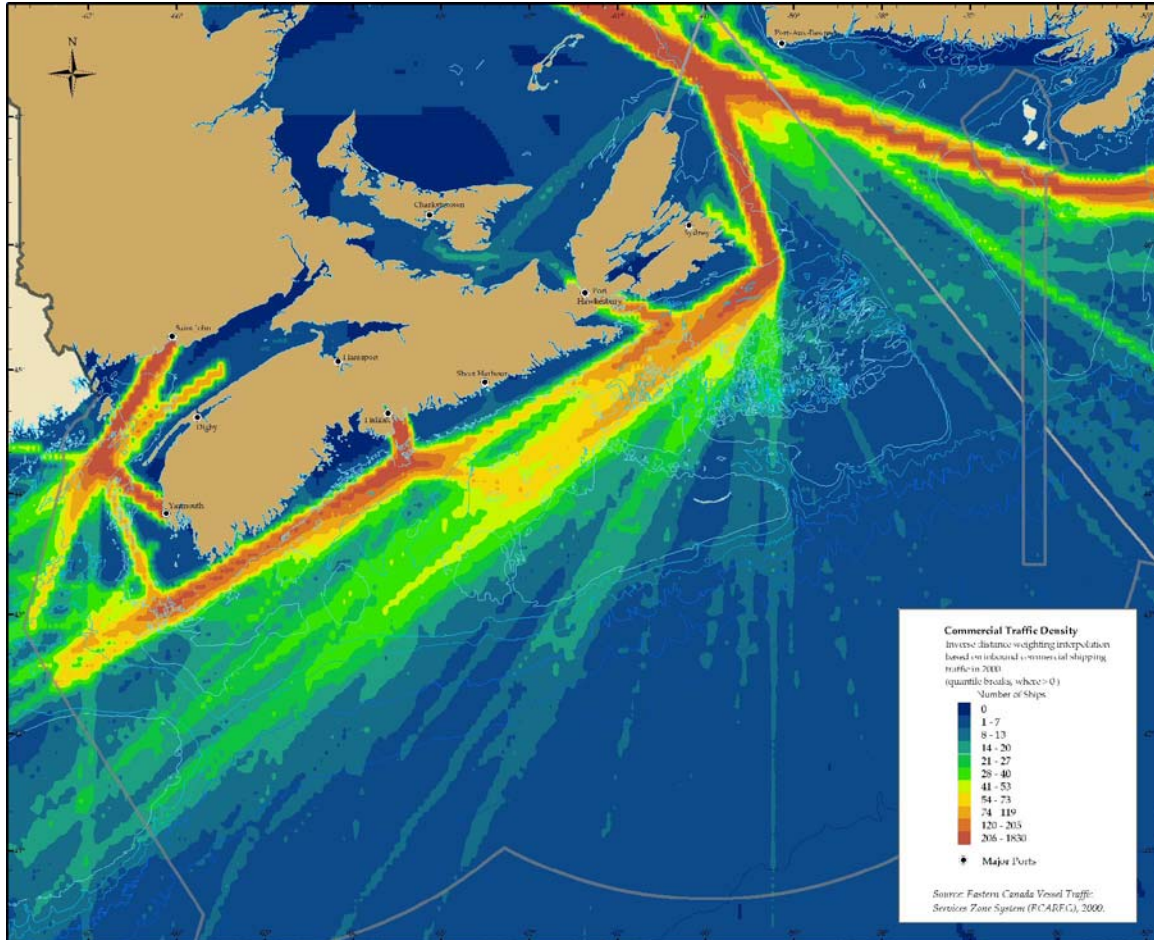 N
Port-Aux-Basques
Charlottetown
Sydney
Port
Hawkesbury
Saint John
Hantsport
Sheet Harbour
Halifax
Digby
Yarmouth
Commercial Traffic Density
Inverse distance weighting interpolation
based on inbound commercial shipping
traffic in 2000
(quantile breaks, where > 0 )
Number of Ships
0
1 - 7
8 - 13
14 - 20
21 - 27
28 - 40
41 - 53
54 - 73
74 - 119
120 - 205
206 - 1830
Major Ports
Source: Eastern Canada Vessel Traffic
Services Zone System (ECAREG), 2000.